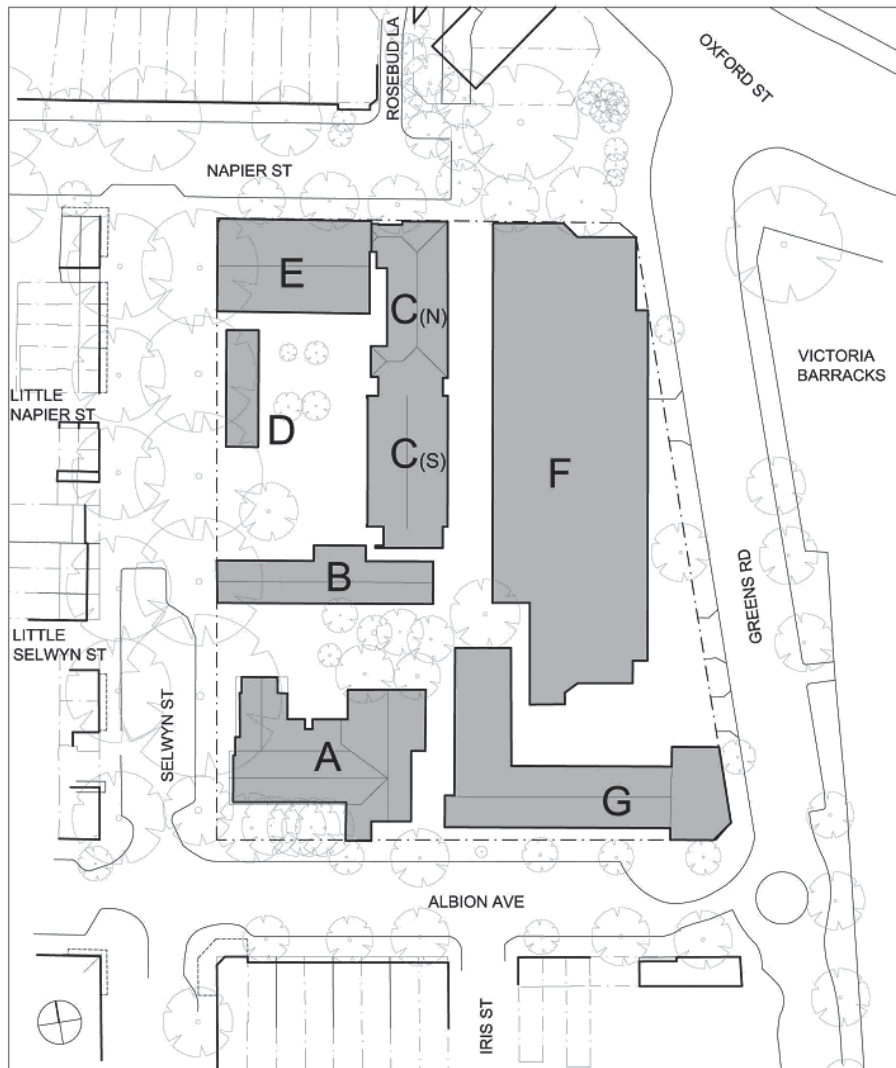 ROSEBUD LA
OXFORD ST
NAPIER ST
E
C(N)
VICTORIA
BARRACKS
LITTLE
NAPIER ST
D
C(S)
F
B
GREENS RD
LITTLE
SELWYN ST
SELWYN ST
A
G
ALBION AVE
IRIS ST